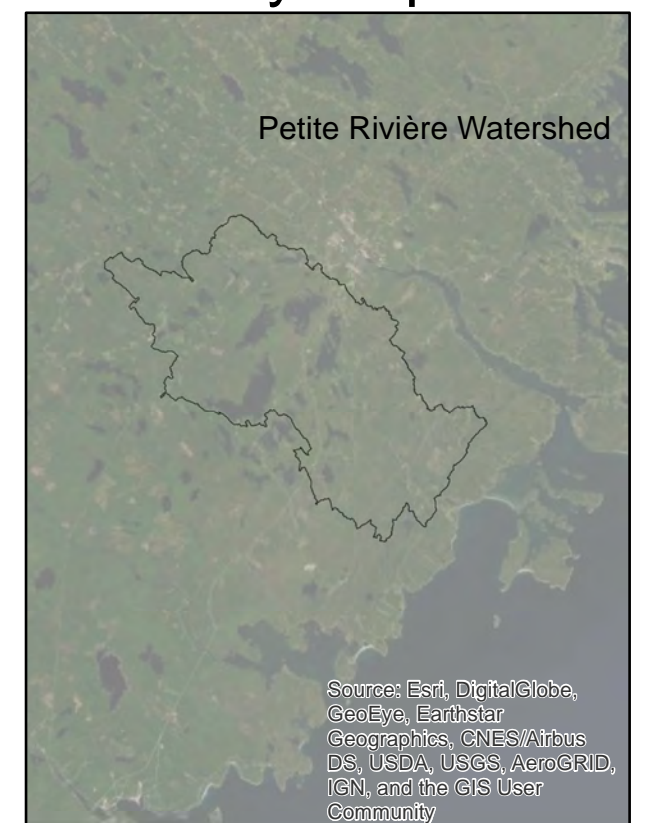 Petite Rivière Watershed
Source: Esri, DigitalGlobe,
GeoEye, Earthstar
Geographics, CNES/Airbus
DS, USDA, USGS, AeroGRID,
IGN, and the GIS User
Community